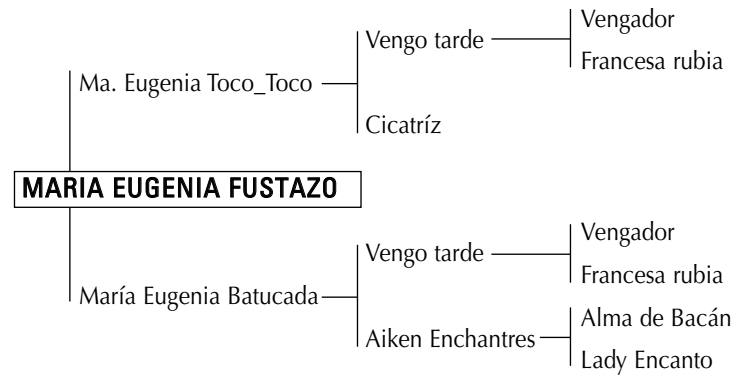 Vengador
Vengo tarde
Francesa rubia
Ma. Eugenia Toco_Toco
Cicatríz
MARIA EUGENIA FUSTAZO
Vengador
Vengo tarde
Francesa rubia
María Eugenia Batucada
Alma de Bacán
Aiken Enchantres
Lady Encanto